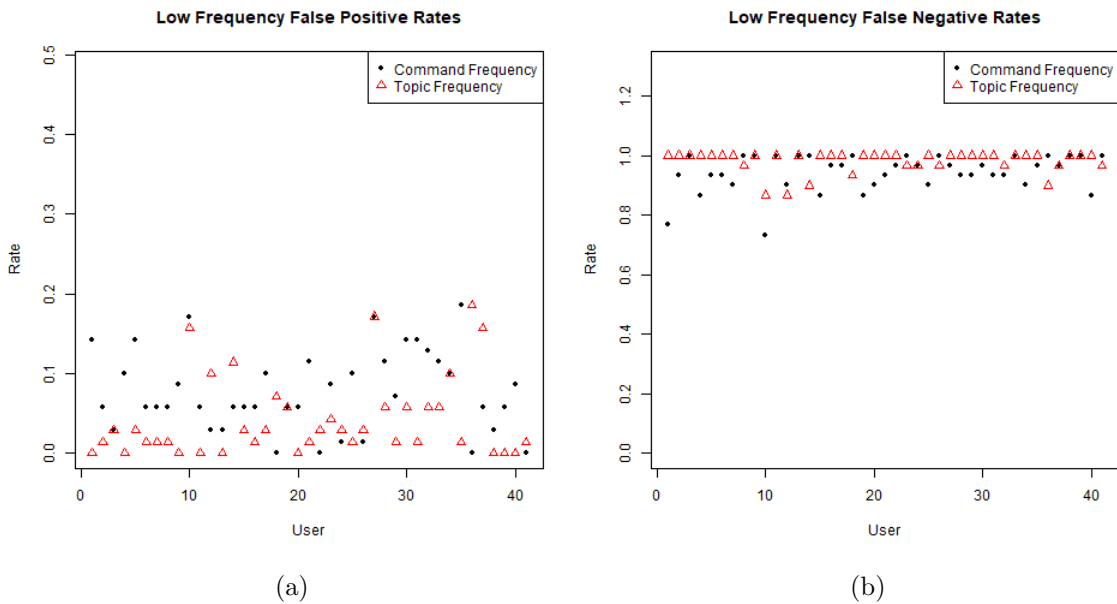 Low Frequency False Positive Rates
Command Frequency
Topic Frequency
0.5
0.4
0.3
0.2
0.1
0.0
Rate
0
10
20
30
40
User
(a)
Low Frequency False Negative Rates
Command Frequency
Topic Frequency
1.2
1.0
0.8
0.6
0.4
0.2
0.0
Rate
0
10
20
30
40
User
(b)